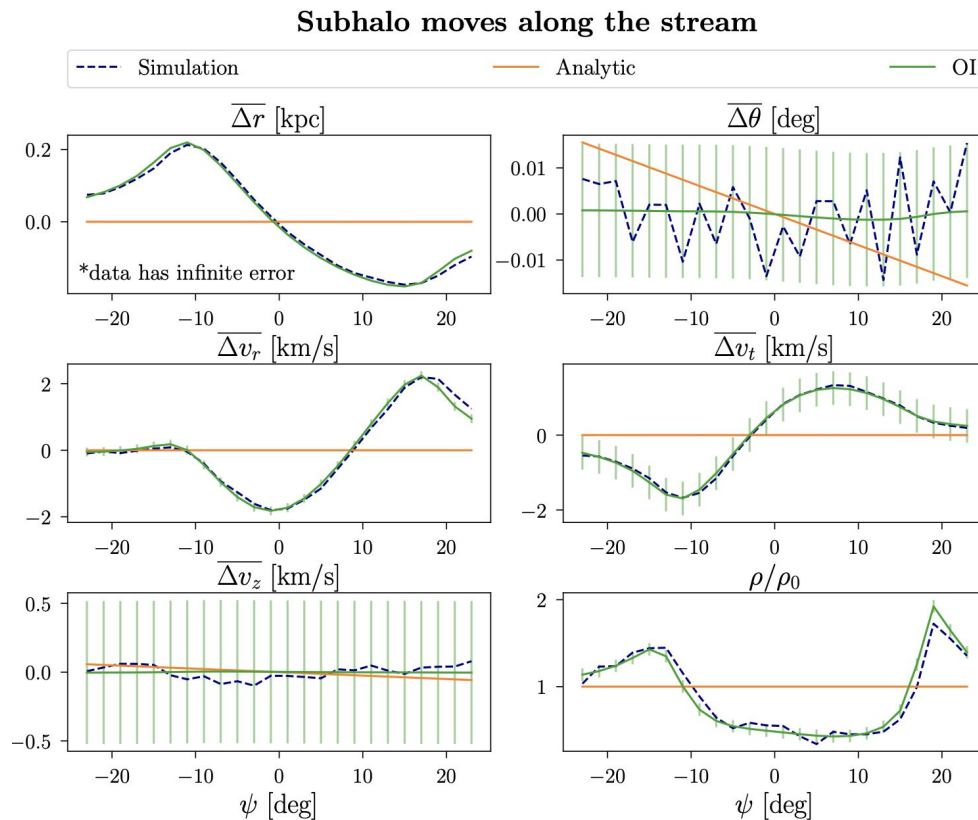 Subhalo moves along the stream
Simulation Analytic OI
Δr [kpc] Δθ [deg]
0.2
0.0
*data has infinite error
−20 −10 0 10 20
0.01
0.00
−0.01
−20 −10 0 10 20
Δv_r [km/s] Δv_t [km/s]
2
0
−2
−20 −10 0 10 20
0
−2
−20 −10 0 10 20
Δv_z [km/s] ρ/ρ_0
0.5
0.0
−0.5
−20 −10 0 10 20
ψ [deg]
2
1
−20 −10 0 10 20
ψ [deg]